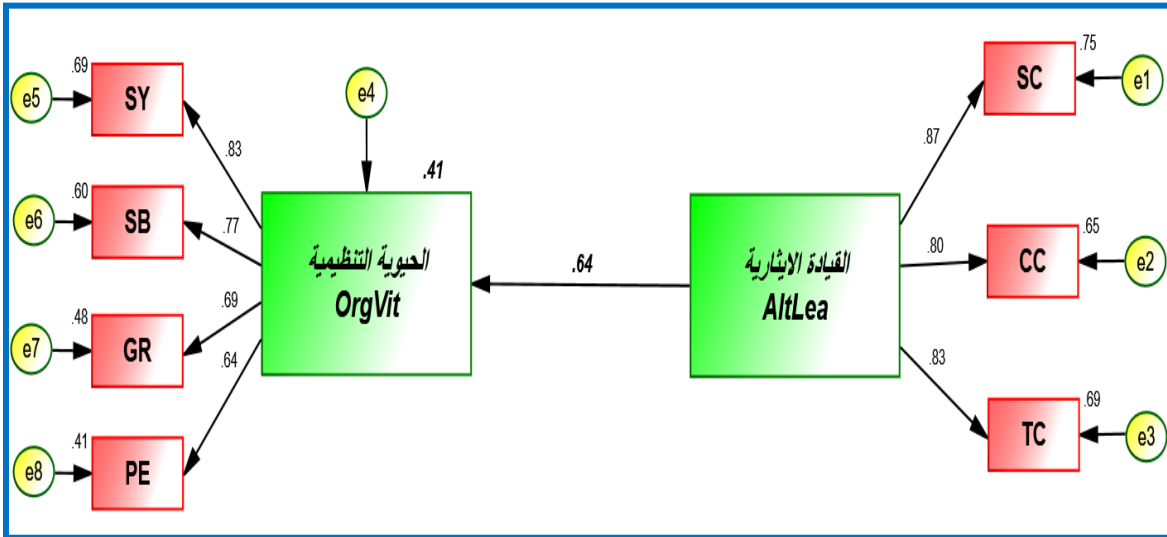 e5
.69
SY
e6
.60
SB
e7
.48
GR
e8
.41
PE
.83
.77
.69
.64
e4
.41
الحيوية التنظيمية
OrgVit
.64
القيادة الايثارية
AltLea
.87
.80
.83
SC
.75
e1
CC
.65
e2
TC
.69
e3